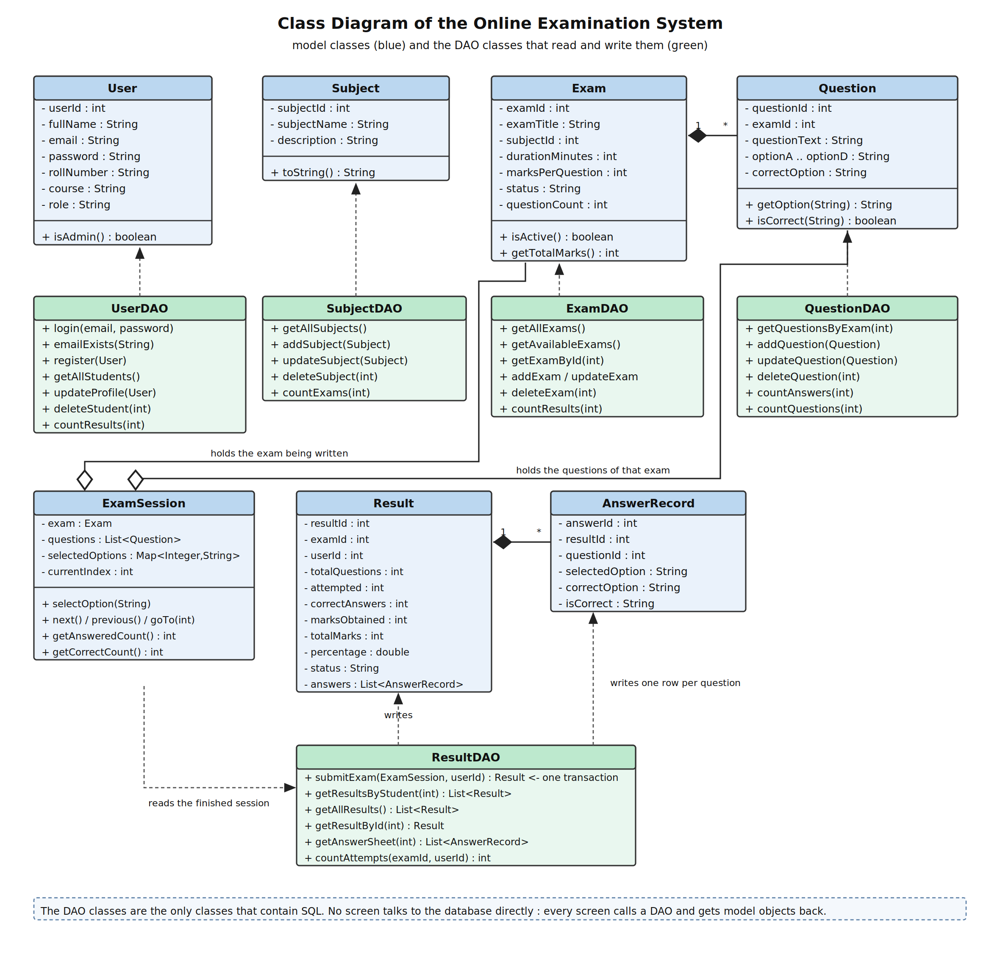 Class Diagram of the Online Examination System
model classes (blue) and the DAO classes that read and write them (green)
User
- userId : int
- fullName : String
- email : String
- password : String
- rollNumber : String
- course : String
- role : String
+ isAdmin() : boolean
Subject
- subjectId : int
- subjectName : String
- description : String
+ toString() : String
Exam
- examId : int
- examTitle : String
- subjectId : int
- durationMinutes : int
- marksPerQuestion : int
- status : String
- questionCount : int
+ isActive() : boolean
+ getTotalMarks() : int
1
*
Question
- questionId : int
- examId : int
- questionText : String
- optionA .. optionD : String
- correctOption : String
+ getOption(String) : String
+ isCorrect(String) : boolean
UserDAO
+ login(email, password)
+ emailExists(String)
+ register(User)
+ getAllStudents()
+ updateProfile(User)
+ deleteStudent(int)
+ countResults(int)
SubjectDAO
+ getAllSubjects()
+ addSubject(Subject)
+ updateSubject(Subject)
+ deleteSubject(int)
+ countExams(int)
ExamDAO
+ getAllExams()
+ getAvailableExams()
+ getExamById(int)
+ addExam / updateExam
+ deleteExam(int)
+ countResults(int)
QuestionDAO
+ getQuestionsByExam(int)
+ addQuestion(Question)
+ updateQuestion(Question)
+ deleteQuestion(int)
+ countAnswers(int)
+ countQuestions(int)
holds the exam being written
holds the questions of that exam
ExamSession
- exam : Exam
- questions : List<Question>
- selectedOptions : Map<Integer,String>
- currentIndex : int
+ selectOption(String)
+ next() / previous() / goTo(int)
+ getAnsweredCount() : int
+ getCorrectCount() : int
Result
- resultId : int
- examId : int
- userId : int
- totalQuestions : int
- attempted : int
- correctAnswers : int
- marksObtained : int
- totalMarks : int
- percentage : double
- status : String
- answers : List<AnswerRecord>
1
*
AnswerRecord
- answerId : int
- resultId : int
- questionId : int
- selectedOption : String
- correctOption : String
- isCorrect : String
writes one row per question
writes
reads the finished session
ResultDAO
+ submitExam(ExamSession, userId) : Result <- one transaction
+ getResultsByStudent(int) : List<Result>
+ getAllResults() : List<Result>
+ getResultById(int) : Result
+ getAnswerSheet(int) : List<AnswerRecord>
+ countAttempts(examId, userId) : int
The DAO classes are the only classes that contain SQL. No screen talks to the database directly : every screen calls a DAO and gets model objects back.